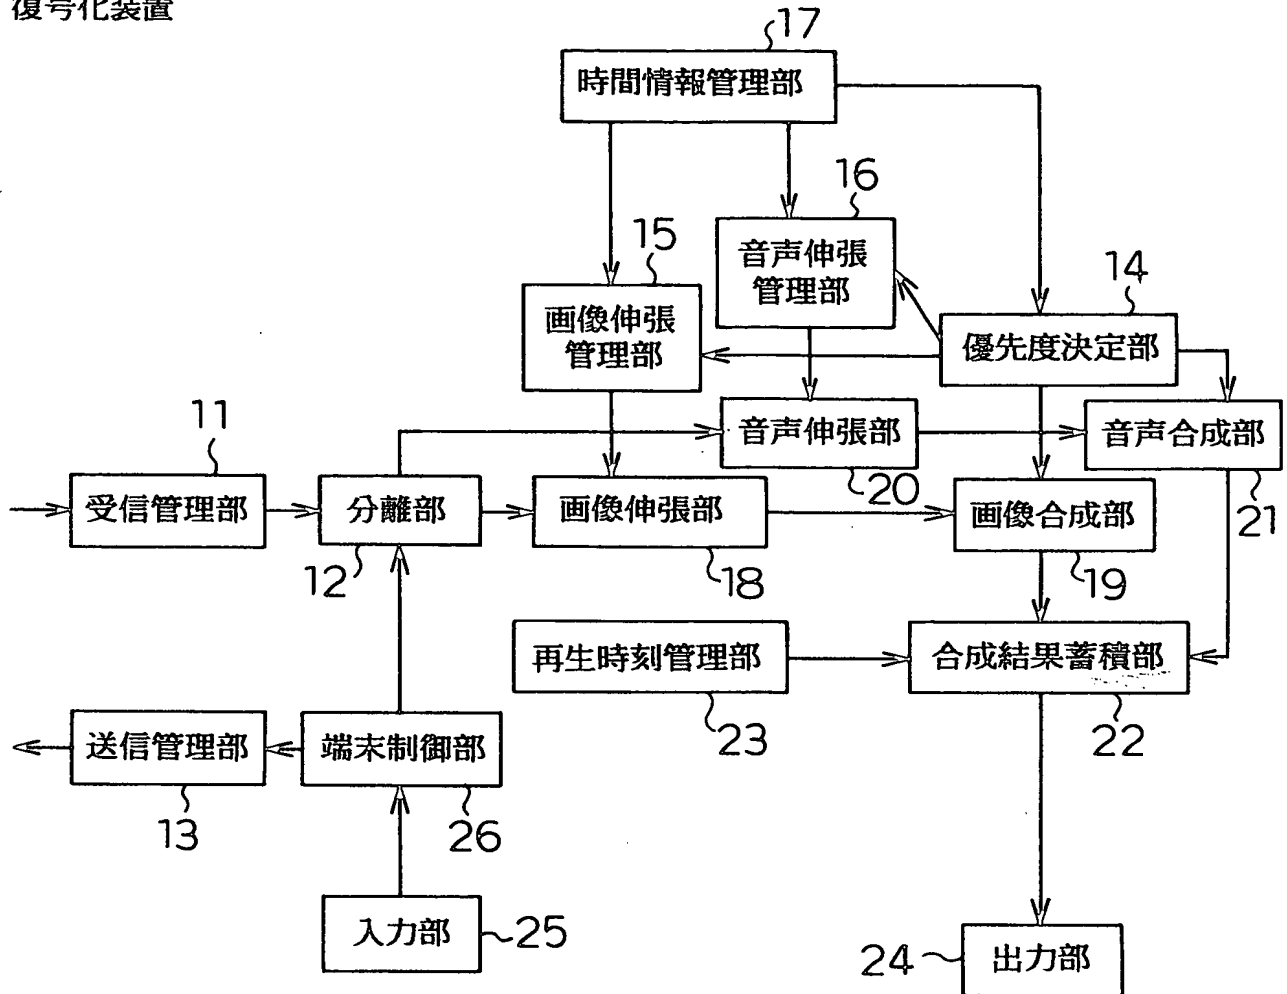 復号化装置
17
時間情報管理部
16
音声伸張
管理部
15
画像伸張
管理部
14
優先度決定部
11
受信管理部
分離部
12
音声伸張部
20
音声合成部
21
画像伸張部
18
画像合成部
19
再生時刻管理部
23
合成結果蓄積部
22
送信管理部
13
端末制御部
26
入力部
25
24
出力部